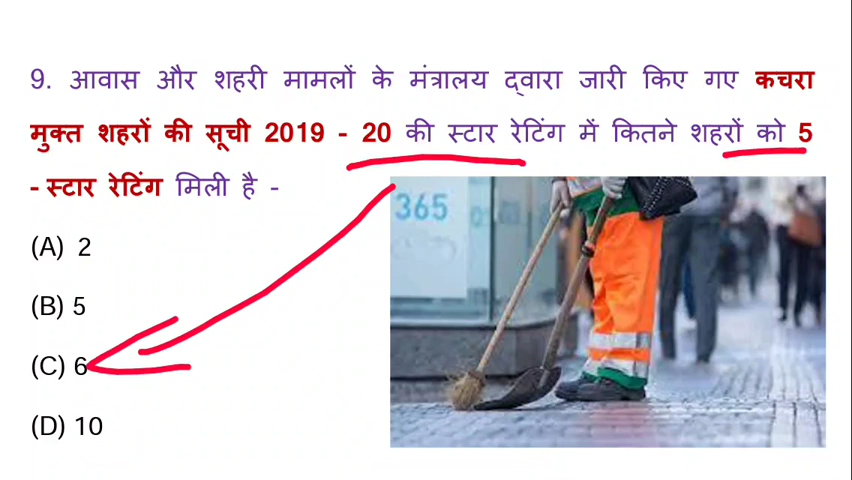 9. आवास और शहरी मामलों के मंत्रालय द्वारा जारी किए गए कचरा
मुक्त शहरों की सूची 2019 - 20 की स्टार रेटिंग में कितने शहरों को 5
- स्टार रेटिंग मिली है -
365
(A) 2
(B) 5
(C) 6
(D) 10